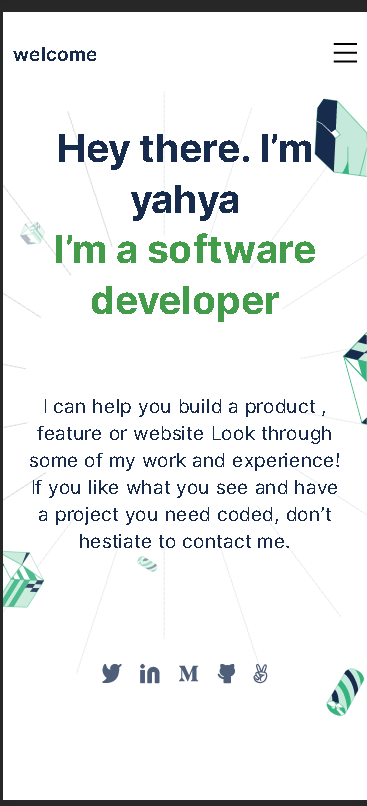 welcome
Hey there. I’m
yahya
I’m a software
developer
I can help you build a product ,
feature or website Look through
some of my work and experience!
If you like what you see and have
a project you need coded, don’t
hestiate to contact me.